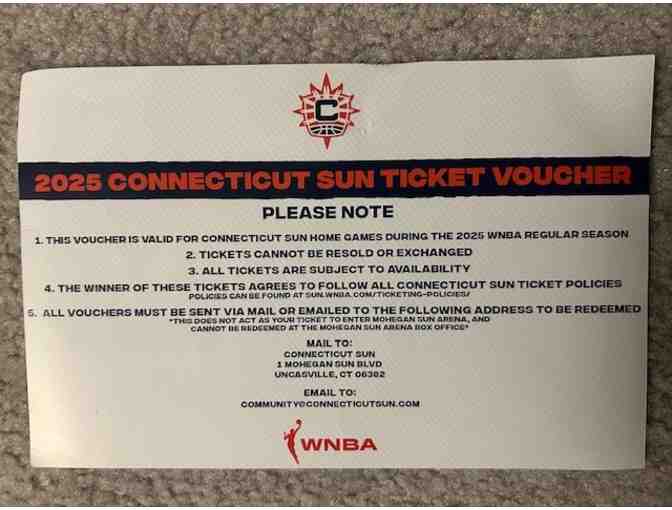 C
2025 CONNECTICUT SUN TICKET VOUCHER
PLEASE NOTE
1. THIS VOUCHER IS VALID FOR CONNECTICUT SUN HOME GAMES DURING THE 2025 WNBA REGULAR SEASON
2. TICKETS CANNOT BE RESOLD OR EXCHANGED
3. ALL TICKETS ARE SUBJECT TO AVAILABILITY
4. THE WINNER OF THESE TICKETS AGREES TO FOLLOW ALL CONNECTICUT SUN TICKET POLICIES
POLICIES CAN BE FOUND AT SUN.WNBA.COM/TICKETING-POLICIES/
5. ALL VOUCHERS MUST BE SENT VIA MAIL OR EMAILED TO THE FOLLOWING ADDRESS TO BE REDEEMED
*THIS DOES NOT ACT AS YOUR TICKET TO ENTER MOHEGAN SUN ARENA, AND
CANNOT BE REDEEMED AT THE MOHEGAN SUN ARENA BOX OFFICE*
MAIL TO:
CONNECTICUT SUN
1 MOHEGAN SUN BLVD
UNCASVILLE, CT 06382
EMAIL TO:
COMMUNITY@CONNECTICUTSUN.COM
WNBA